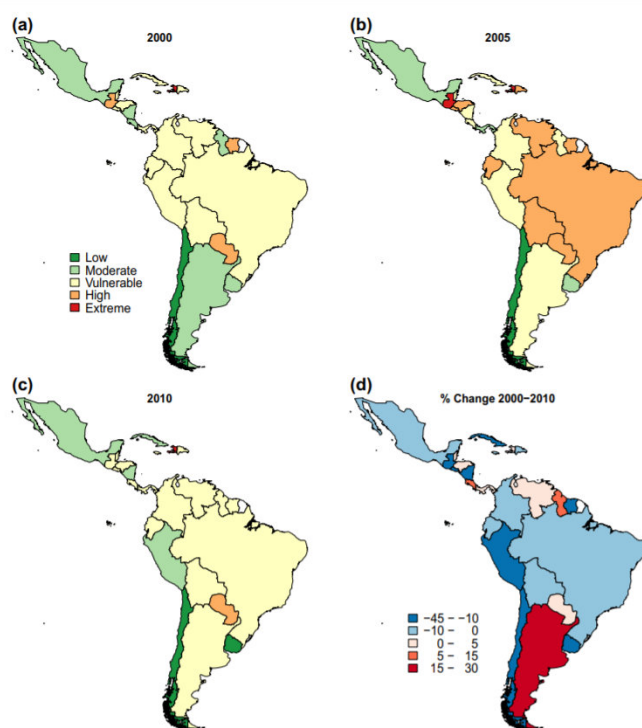 (a)
2000
Low
Moderate
Vulnerable
High
Extreme
(b)
2005
(c)
2010
(d)
% Change 2000−2010
−45 − −10
−10 − 0
0 − 5
5 − 15
15 − 30